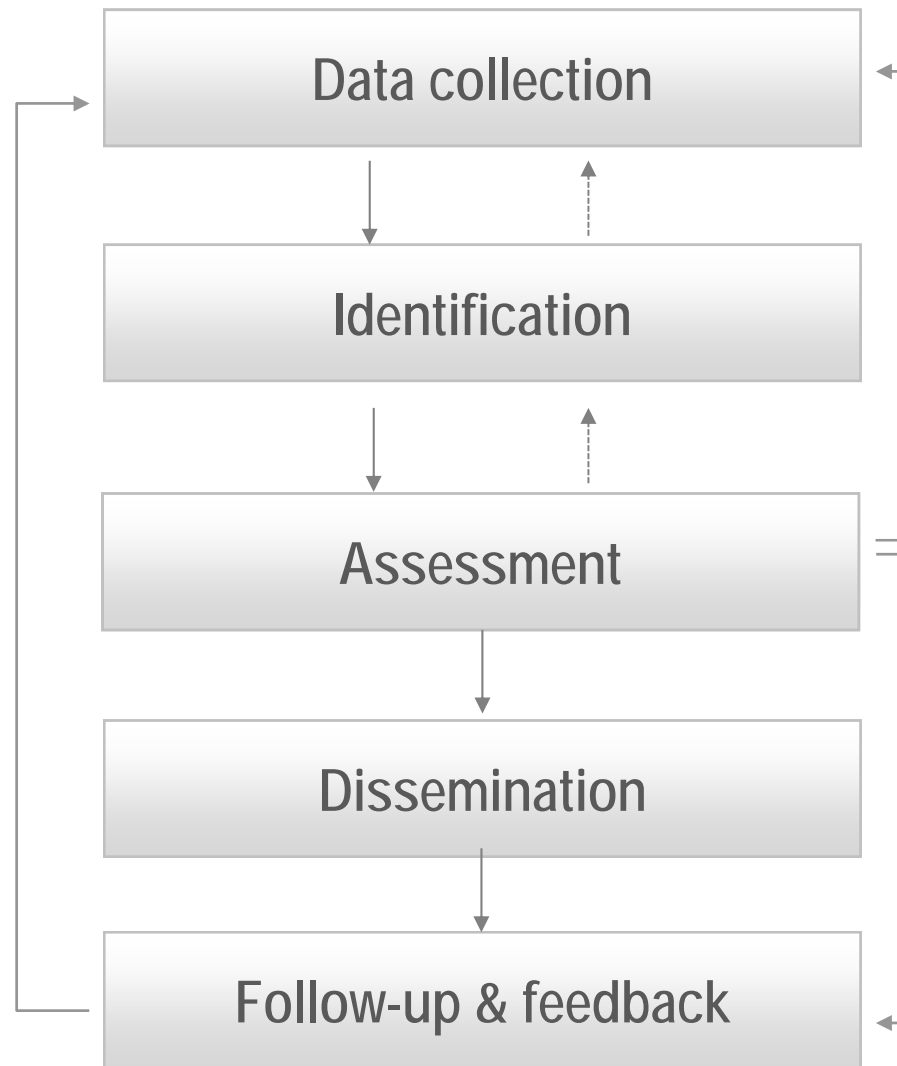 Data collection
Identification
Assessment
Dissemination
Follow-up & feedback